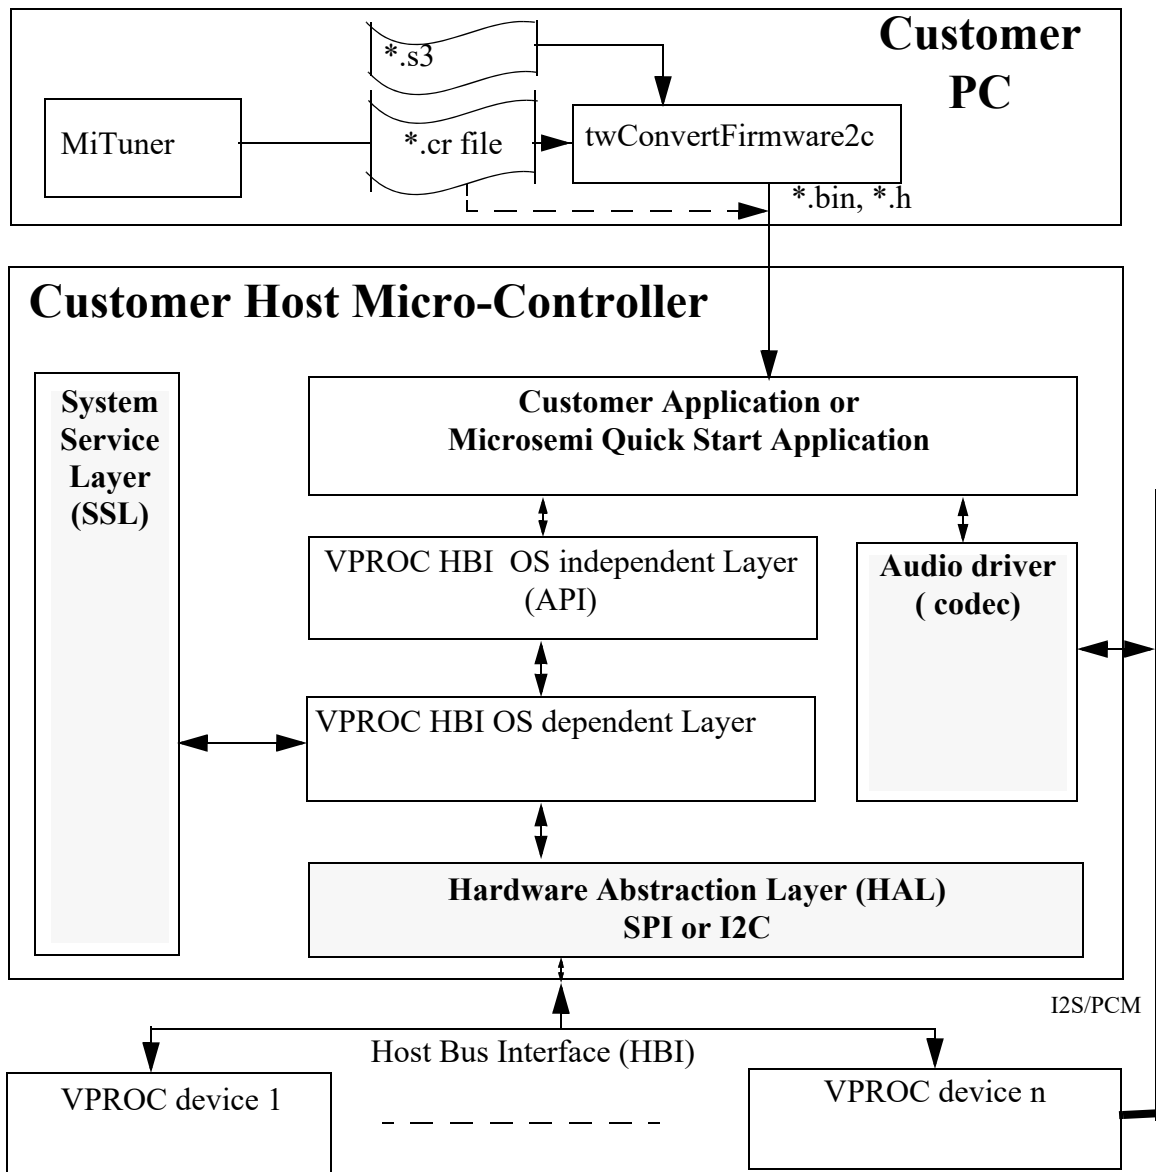 Customer
PC
*.s3
MiTuner
*.cr file
twConvertFirmware2c
*.bin, *.h
Customer Host Micro-Controller
System
Service
Layer
(SSL)
Customer Application or
Microsemi Quick Start Application
VPROC HBI  OS independent Layer
(API)
Audio driver
( codec)
VPROC HBI OS dependent Layer
Hardware Abstraction Layer (HAL)
SPI or I2C
I2S/PCM
Host Bus Interface (HBI)
VPROC device 1
VPROC device n